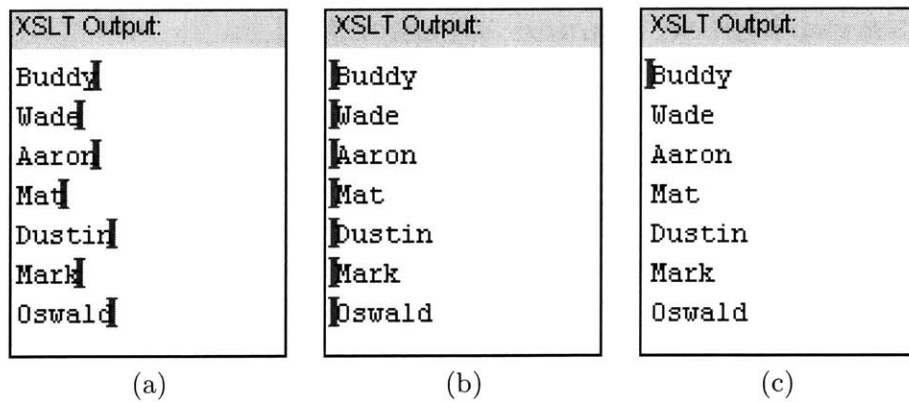 XSLT Output:
Buddy
Wade
Aaron
Mat
Dustin
Mark
Oswald
(a)
XSLT Output:
Buddy
Wade
Aaron
Mat
Dustin
Mark
Oswald
(b)
XSLT Output:
Buddy
Wade
Aaron
Mat
Dustin
Mark
Oswald
(c)